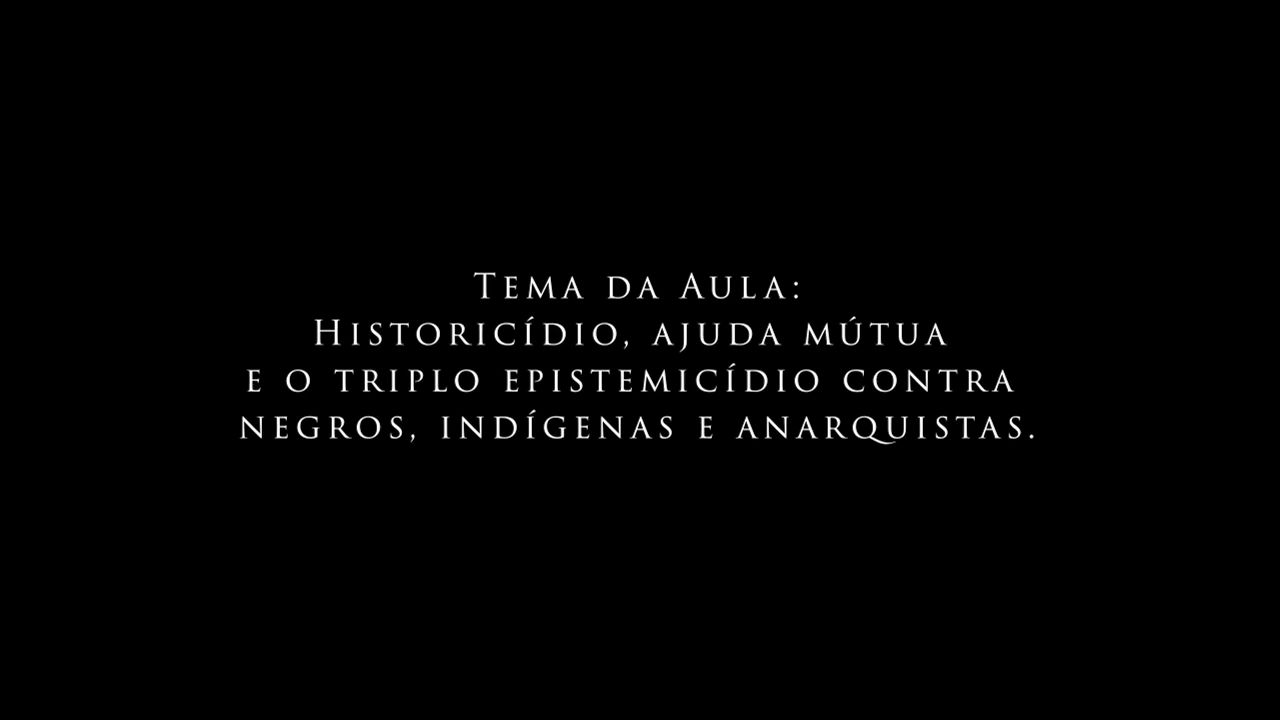 Tema da Aula:
Historicídio, ajuda mútua
e o triplo epistemicídio contra
negros, indígenas e anarquistas.